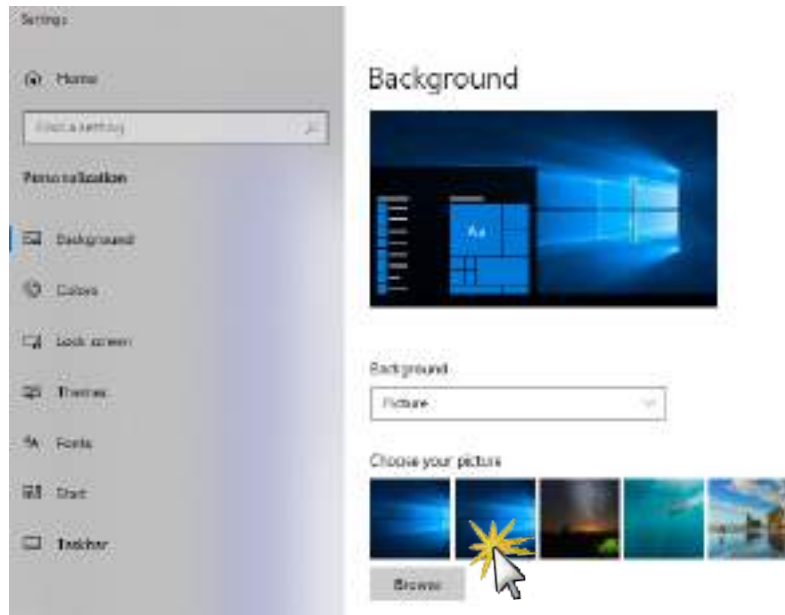 Settings
Home
Find a setting
Personalization
Background
Colors
Lock screen
Themes
Fonts
Start
Taskbar
Background
Aa
Background
Picture
Choose your picture
Browse